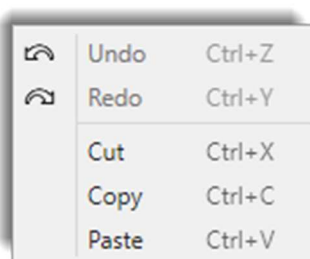 Undo Ctrl+Z
Redo Ctrl+Y
Cut Ctrl+X
Copy Ctrl+C
Paste Ctrl+V